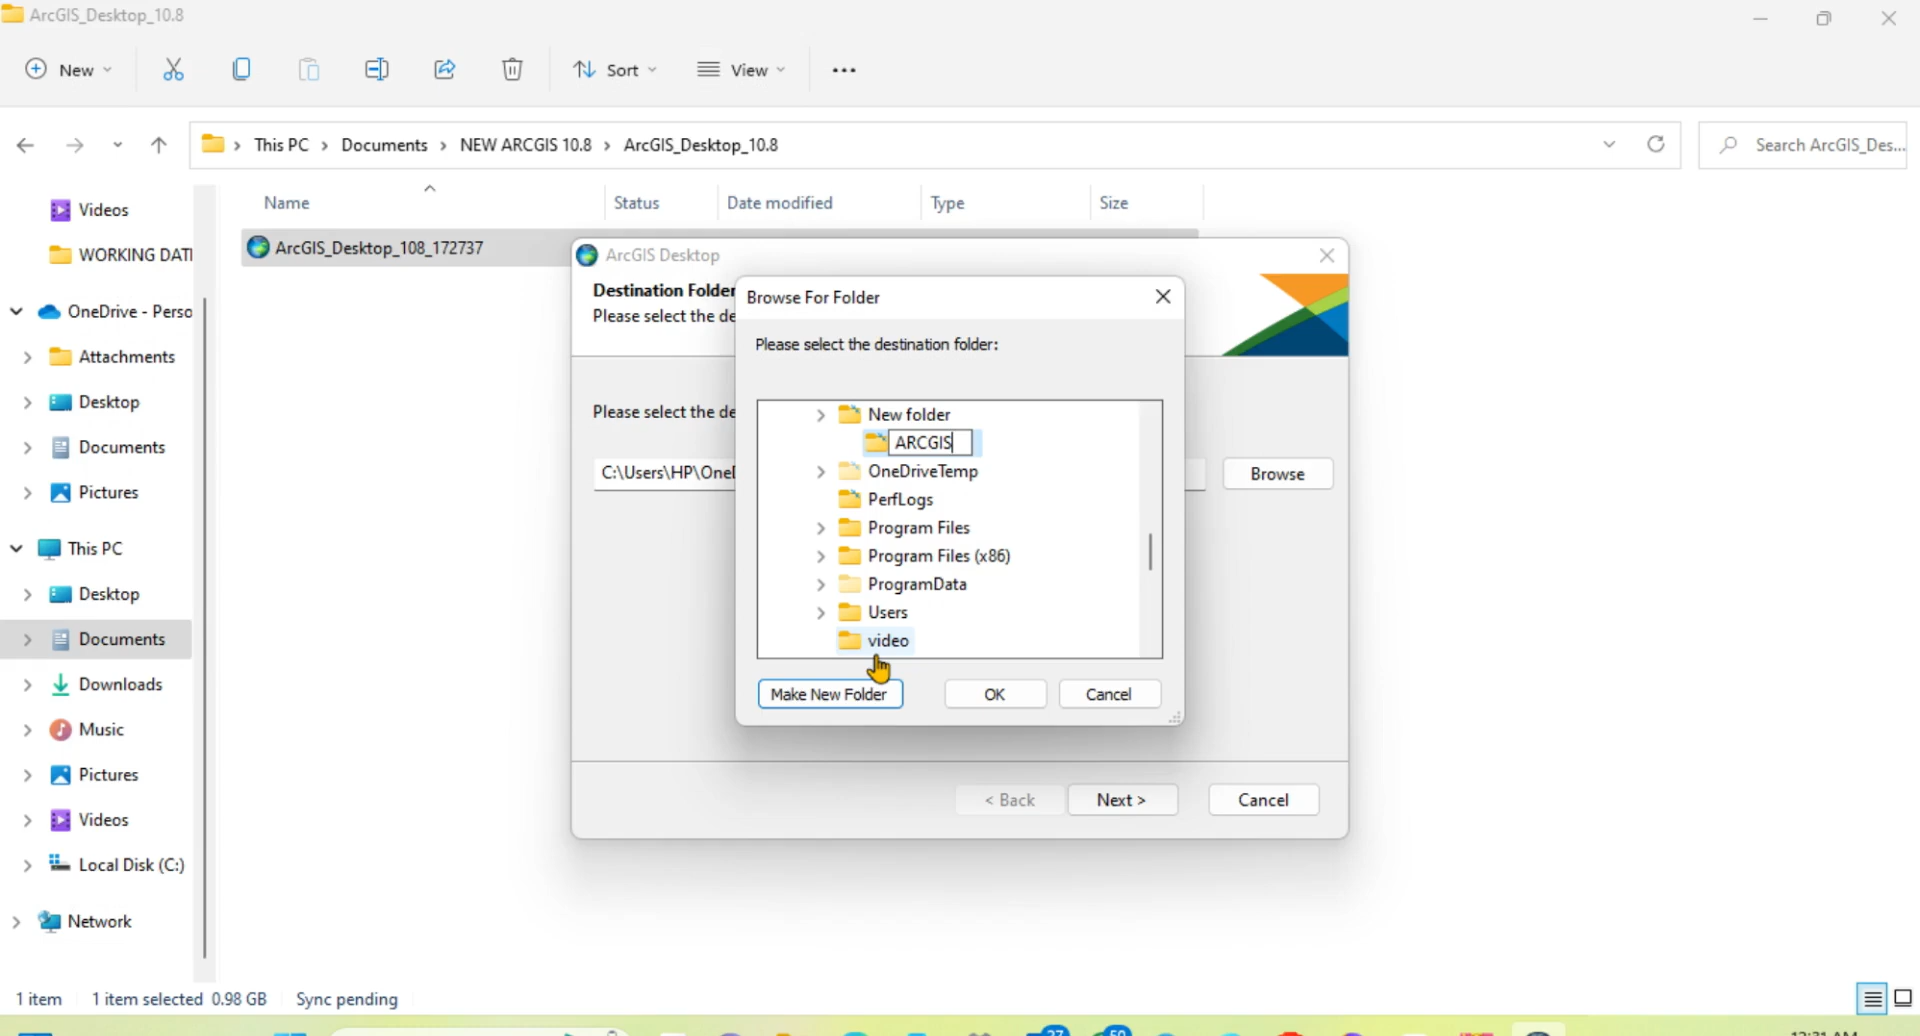 ArcGIS_Desktop_10.8
New Sort View
This PC > Documents > NEW ARCGIS 10.8 > ArcGIS_Desktop_10.8
Search ArcGIS_Des...
Name Status Date modified Type Size
ArcGIS_Desktop_108_172737
Videos
WORKING DATI
OneDrive - Perso
Attachments
Desktop
Documents
Pictures
This PC
Desktop
Documents
Downloads
Music
Pictures
Videos
Local Disk (C:)
Network
ArcGIS Desktop
Destination Folder
Please select the de
Please select the de
C:\Users\HP\OneD
Browse
Browse For Folder
Please select the destination folder:
New folder
ARCGIS
OneDriveTemp
PerfLogs
Program Files
Program Files (x86)
ProgramData
Users
video
Make New Folder OK Cancel
< Back Next > Cancel
1 item 1 item selected 0.98 GB Sync pending